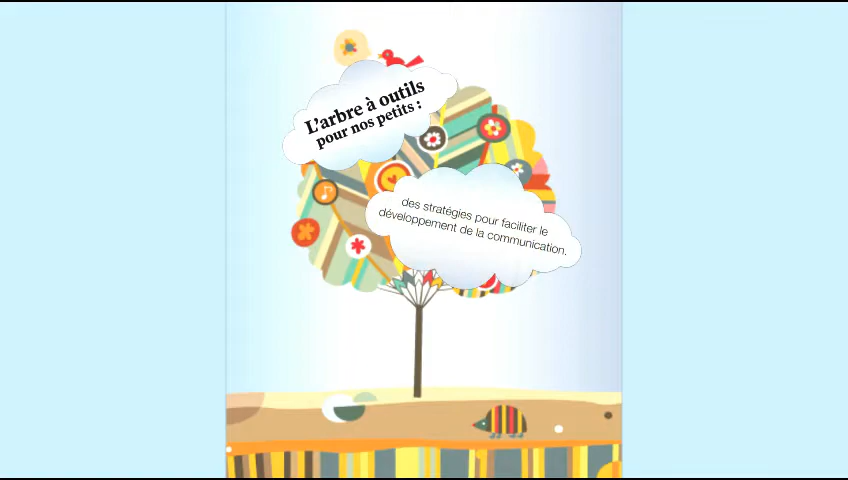 L'arbre à outils
pour nos petits :
des stratégies pour faciliter le
développement de la communication.